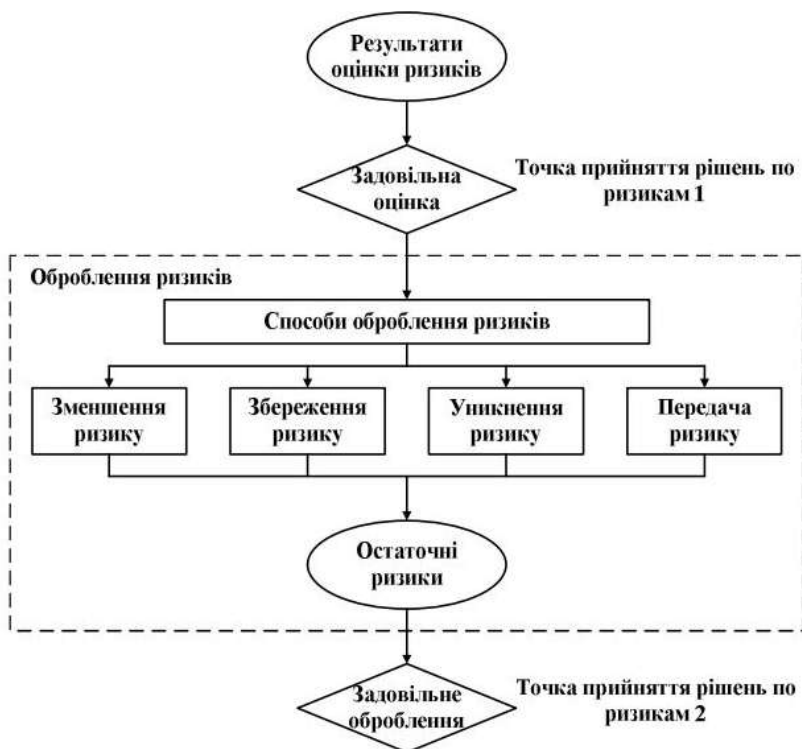 Результати
оцінки ризиків
Задовільна
оцінка
Точка прийняття рішень по
ризикам 1
Оброблення ризиків
Способи оброблення ризиків
Зменшення
ризику
Збереження
ризику
Уникнення
ризику
Передача
ризику
Остаточні
ризики
Задовільне
оброблення
Точка прийняття рішень по
ризикам 2